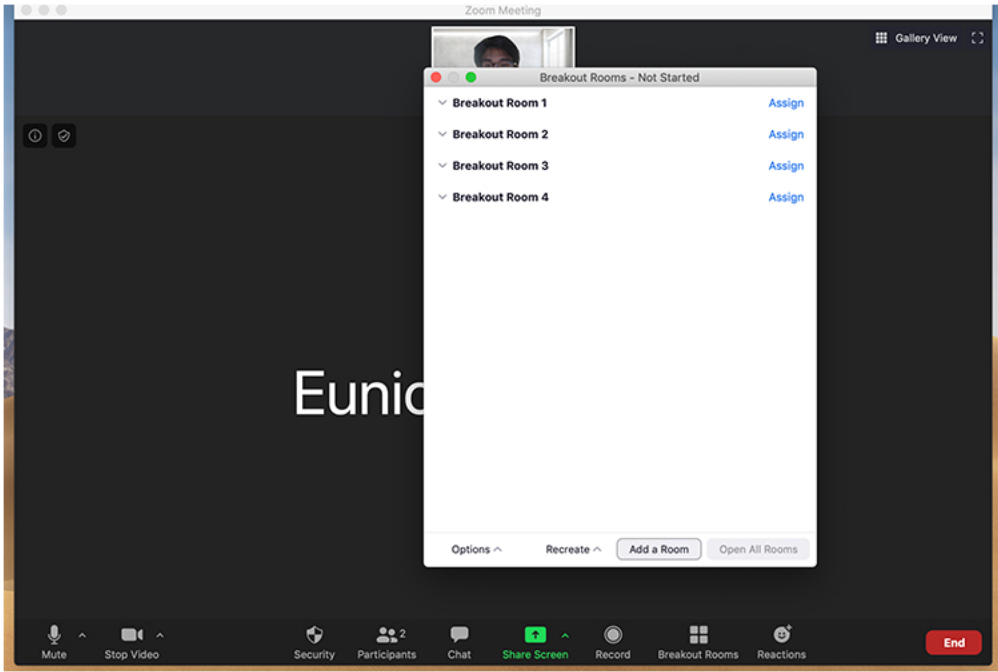 Zoom Meeting
Gallery View
Breakout Rooms - Not Started
Breakout Room 1 Assign
Breakout Room 2 Assign
Breakout Room 3 Assign
Breakout Room 4 Assign
Eunic
Options Recreate Add a Room Open All Rooms
2
Mute Stop Video Security Participants Chat Share Screen Record Breakout Rooms Reactions End